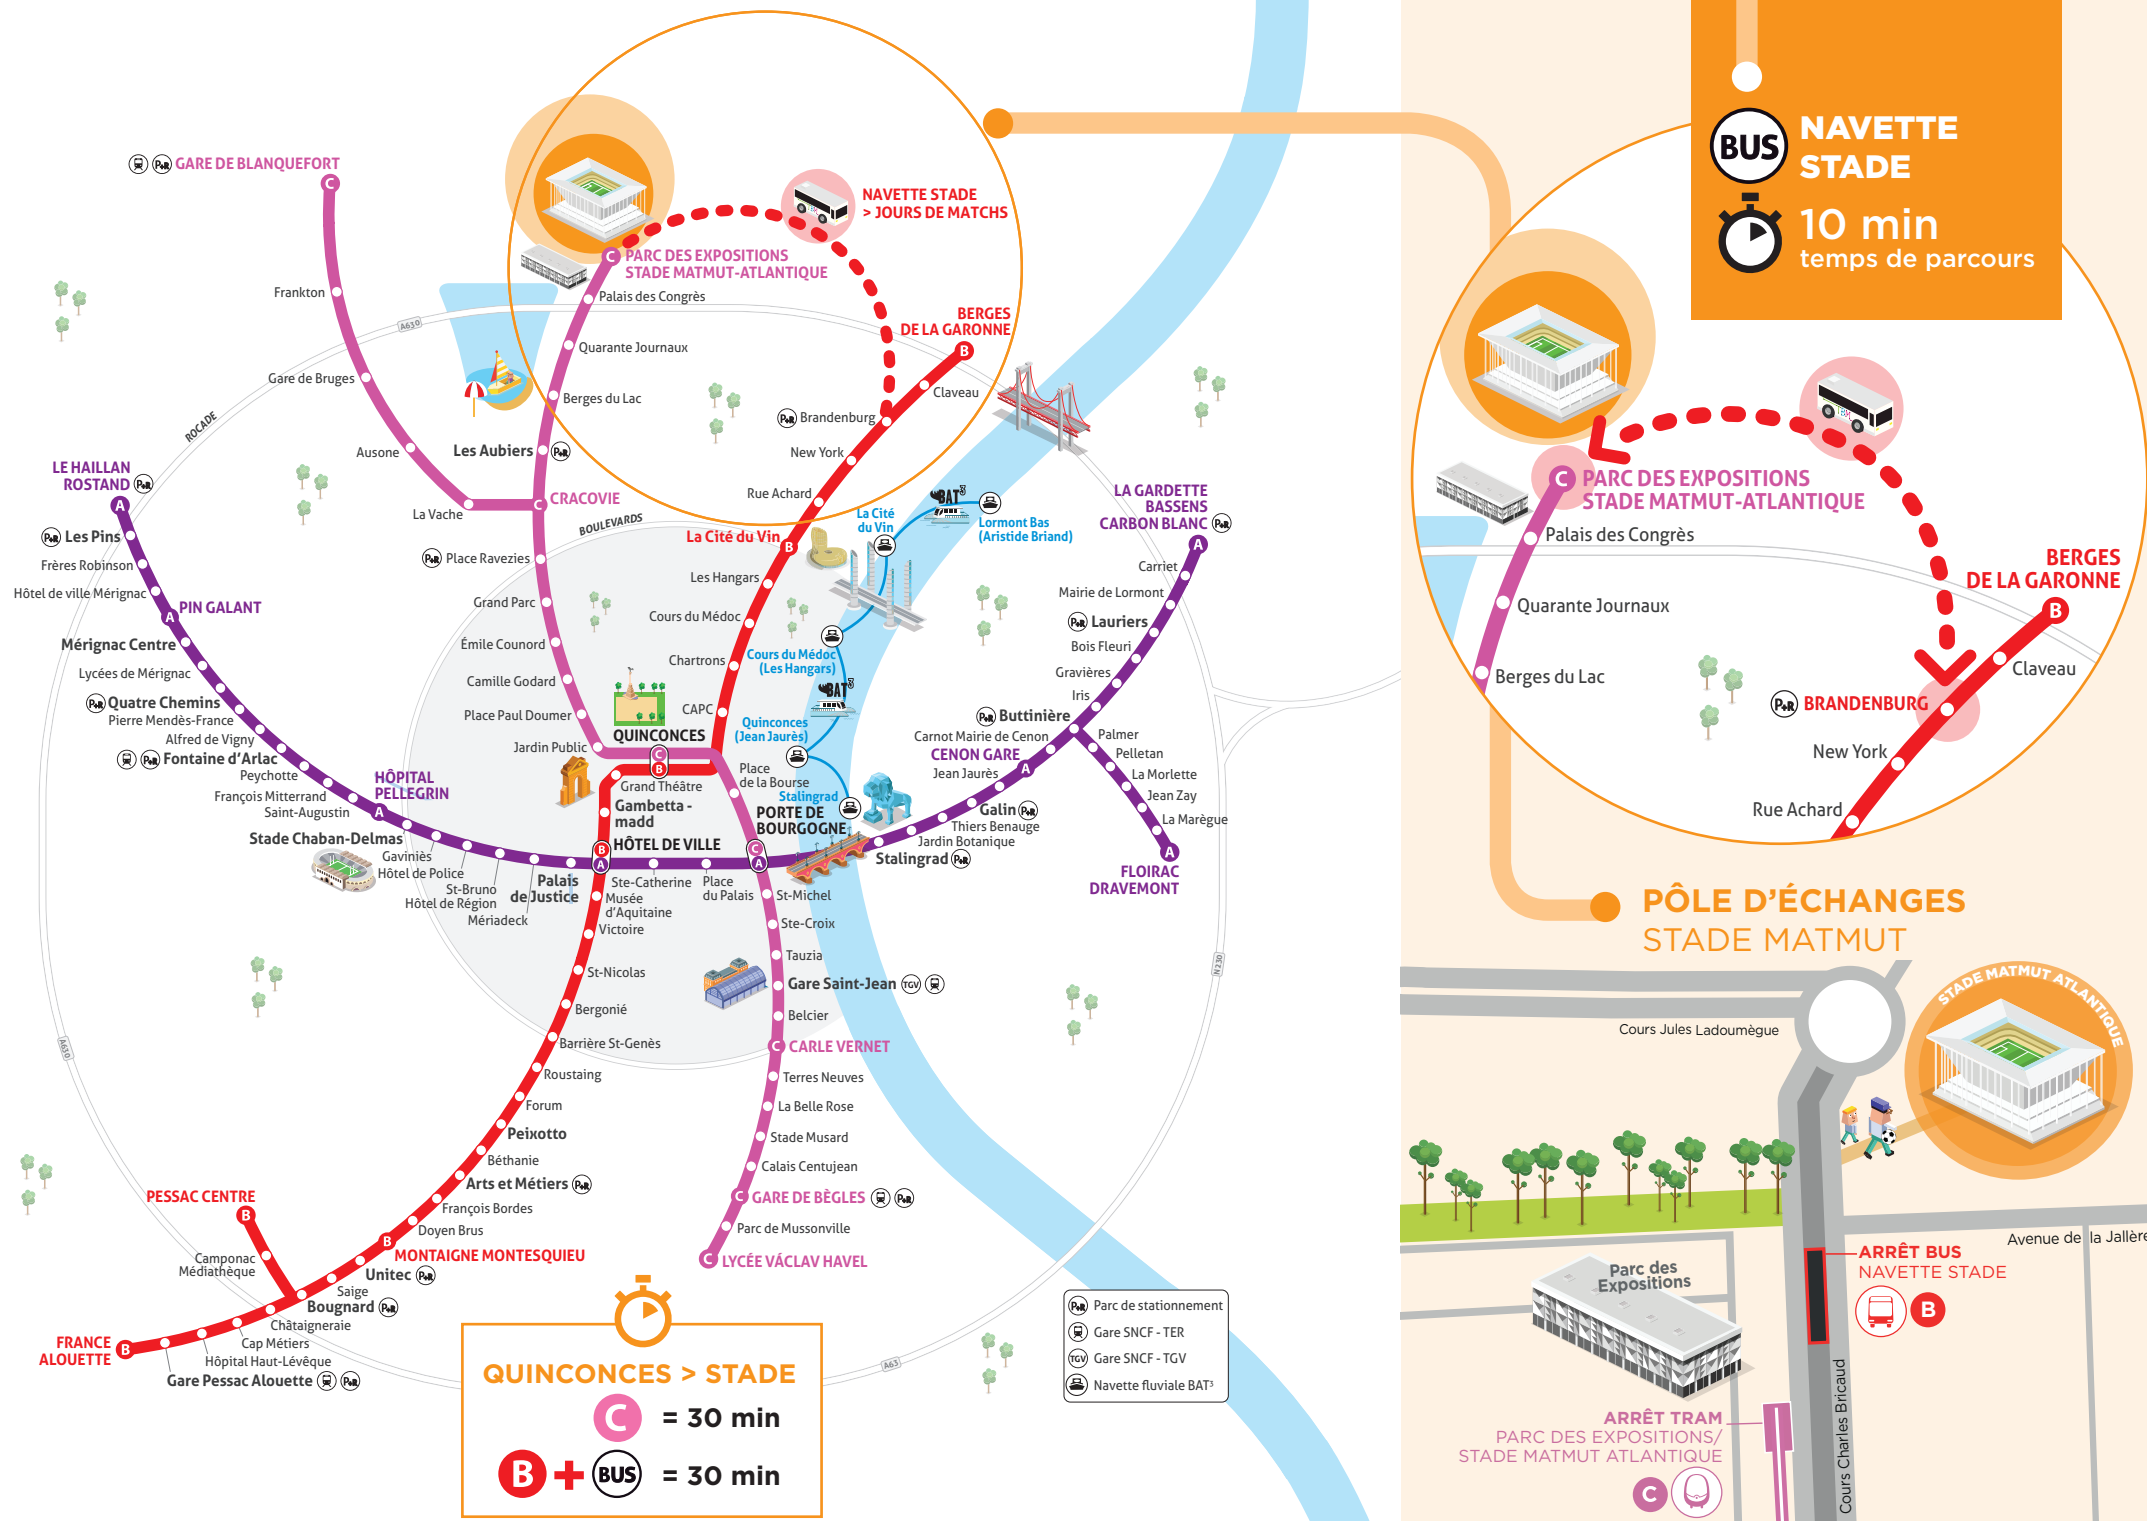 GARE DE BLANQUEFORT
C
Frankton
Gare de Bruges
Ausone
La Vache
ROCADE
A630
NAVETTE STADE
> JOURS DE MATCHS
C
PARC DES EXPOSITIONS
STADE MATMUT-ATLANTIQUE
Palais des Congrès
Quarante Journaux
Berges du Lac
Les Aubiers P+R
C CRACOVIE
BERGES
DE LA GARONNE
B
Claveau
P+R Brandenburg
New York
Rue Achard
BOULEVARDS
La Cité du Vin
B
P+R Place Ravezies
Grand Parc
Émile Counord
Camille Godard
Place Paul Doumer
Jardin Public
Les Hangars
Cours du Médoc
Chartrons
CAPC
QUINCONCES
C
B
La Cité
du Vin
BAT3
Lormont Bas
(Aristide Briand)
Cours du Médoc
(Les Hangars)
BAT3
Quinconces
(Jean Jaurès)
Stalingrad
LE HAILLAN
ROSTAND P+R
A
P+R Les Pins
Frères Robinson
Hôtel de ville Mérignac
A PIN GALANT
Mérignac Centre
Lycées de Mérignac
P+R Quatre Chemins
Pierre Mendès-France
Alfred de Vigny
P+R Fontaine d'Arlac
Peychotte
François Mitterrand
Saint-Augustin
HÔPITAL
PELLEGRIN
A
Stade Chaban-Delmas
Gaviniès
Hôtel de Police
St-Bruno
Hôtel de Région
Mériadeck
Palais
de Justice
Grand Théâtre
Gambetta -
madd
HÔTEL DE VILLE
B
A
Ste-Catherine
Place
du Palais
Place
de la Bourse
PORTE DE
BOURGOGNE
C
A
LA GARDETTE
BASSENS
CARBON BLANC P+R
A
Carriet
Mairie de Lormont
P+R Lauriers
Bois Fleuri
Gravières
Iris
P+R Buttinière
Carnot Mairie de Cenon
CENON GARE
A
Jean Jaurès
Galin P+R
Thiers Benauge
Jardin Botanique
Stalingrad P+R
Palmer
Pelletan
La Morlette
Jean Zay
La Marègue
A
FLOIRAC
DRAVEMONT
N230
Musée
d'Aquitaine
Victoire
St-Nicolas
Bergonié
Barrière St-Genès
Roustaing
Forum
Peixotto
Béthanie
Arts et Métiers P+R
François Bordes
Doyen Brus
B
MONTAIGNE MONTESQUIEU
Unitec P+R
Saige
Bougnard P+R
Châtaigneraie
Cap Métiers
Hôpital Haut-Lévêque
Gare Pessac Alouette P+R
PESSAC CENTRE
B
Camponac
Médiathèque
FRANCE
ALOUETTE
B
A630
St-Michel
Ste-Croix
Tauzia
Gare Saint-Jean TGV
Belcier
C CARLE VERNET
Terres Neuves
La Belle Rose
Stade Musard
Calais Centujean
C GARE DE BÈGLES P+R
Parc de Mussonville
C LYCÉE VÁCLAV HAVEL
A63
QUINCONCES > STADE
C = 30 min
B + BUS = 30 min
P+R Parc de stationnement
Gare SNCF - TER
TGV Gare SNCF - TGV
Navette fluviale BAT³
BUS
NAVETTE
STADE
10 min
temps de parcours
TBM
C
PARC DES EXPOSITIONS
STADE MATMUT-ATLANTIQUE
Palais des Congrès
Quarante Journaux
Berges du Lac
BERGES
DE LA GARONNE
B
Claveau
P+R BRANDENBURG
New York
Rue Achard
PÔLE D'ÉCHANGES
STADE MATMUT
STADE MATMUT ATLANTIQUE
Cours Jules Ladoumègue
Avenue de la Jallère
ARRÊT BUS
NAVETTE STADE
B
Parc des
Expositions
ARRÊT TRAM
PARC DES EXPOSITIONS/
STADE MATMUT ATLANTIQUE
C
Cours Charles Bricaud